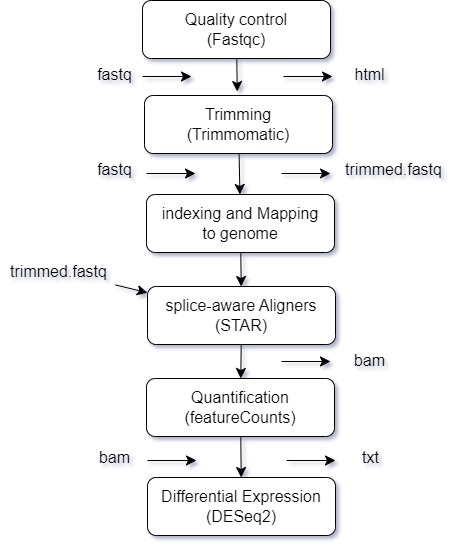 Quality control
(Fastqc)
fastq
html
Trimming
(Trimmomatic)
fastq
trimmed.fastq
indexing and Mapping
to genome
trimmed.fastq
splice-aware Aligners
(STAR)
bam
Quantification
(featureCounts)
bam
txt
Differential Expression
(DESeq2)